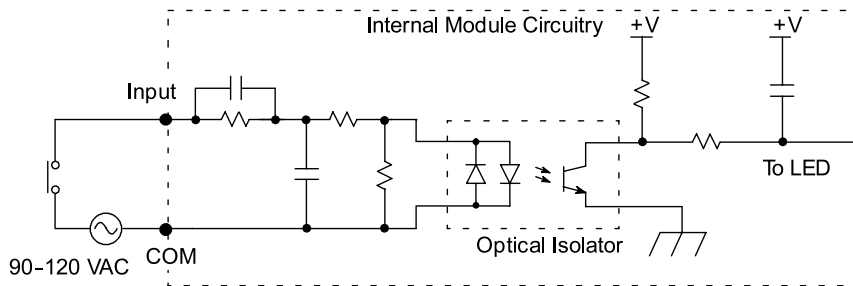 Internal Module Circuitry
+V
+V
Input
To LED
Optical Isolator
COM
90-120 VAC